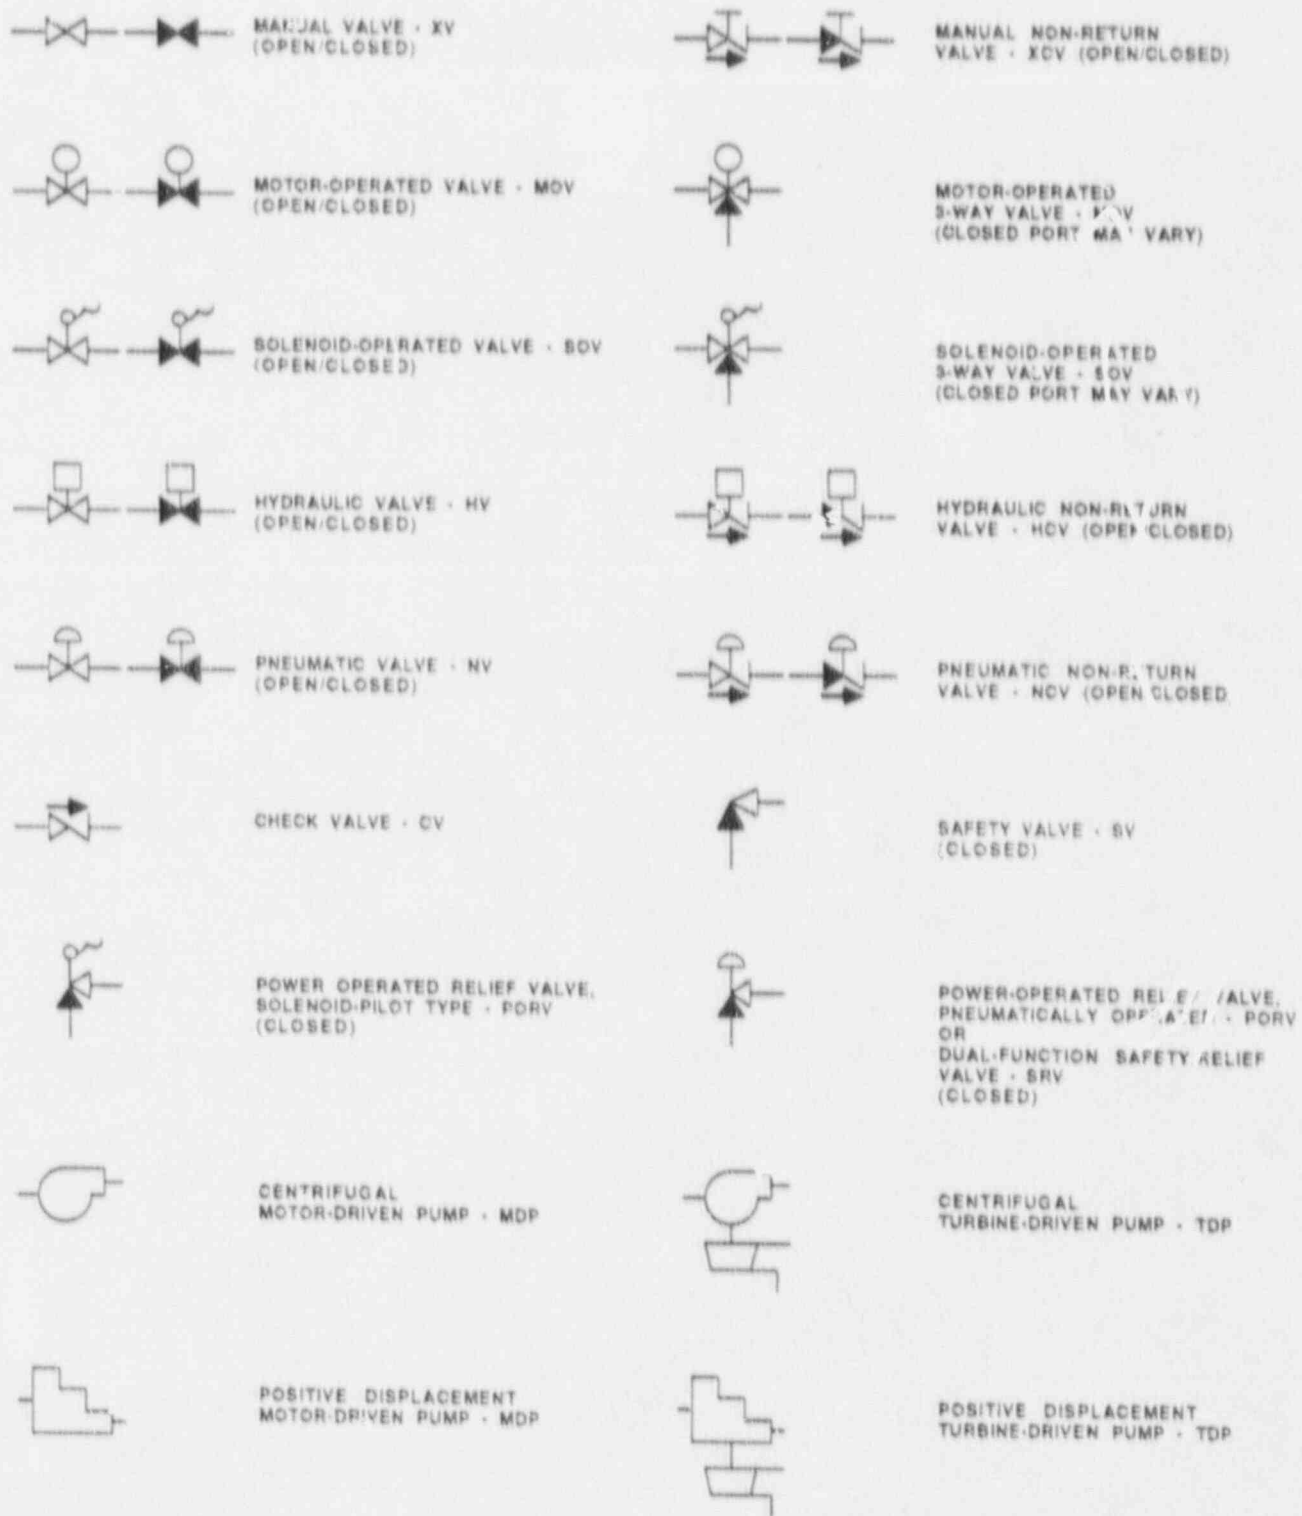 MANUAL VALVE - XV
(OPEN/CLOSED)
MANUAL NON-RETURN
VALVE - XCV (OPEN/CLOSED)
MOTOR-OPERATED VALVE - MOV
(OPEN/CLOSED)
MOTOR-OPERATED
3-WAY VALVE - MOV
(CLOSED PORT MAY VARY)
SOLENOID-OPERATED VALVE - SOV
(OPEN/CLOSED)
SOLENOID-OPERATED
3-WAY VALVE - SOV
(CLOSED PORT MAY VARY)
HYDRAULIC VALVE - HV
(OPEN/CLOSED)
HYDRAULIC NON-RETURN
VALVE - HCV (OPEN/CLOSED)
PNEUMATIC VALVE - NV
(OPEN/CLOSED)
PNEUMATIC NON-RETURN
VALVE - NCV (OPEN/CLOSED
CHECK VALVE - CV
SAFETY VALVE - SV
(CLOSED)
POWER OPERATED RELIEF VALVE,
SOLENOID-PILOT TYPE - PORV
(CLOSED)
POWER-OPERATED RELIEF VALVE,
PNEUMATICALLY OPERATED - PORV
OR
DUAL-FUNCTION SAFETY/RELIEF
VALVE - SRV
(CLOSED)
CENTRIFUGAL
MOTOR-DRIVEN PUMP - MDP
CENTRIFUGAL
TURBINE-DRIVEN PUMP - TDP
POSITIVE DISPLACEMENT
MOTOR-DRIVEN PUMP - MDP
POSITIVE DISPLACEMENT
TURBINE-DRIVEN PUMP - TDP